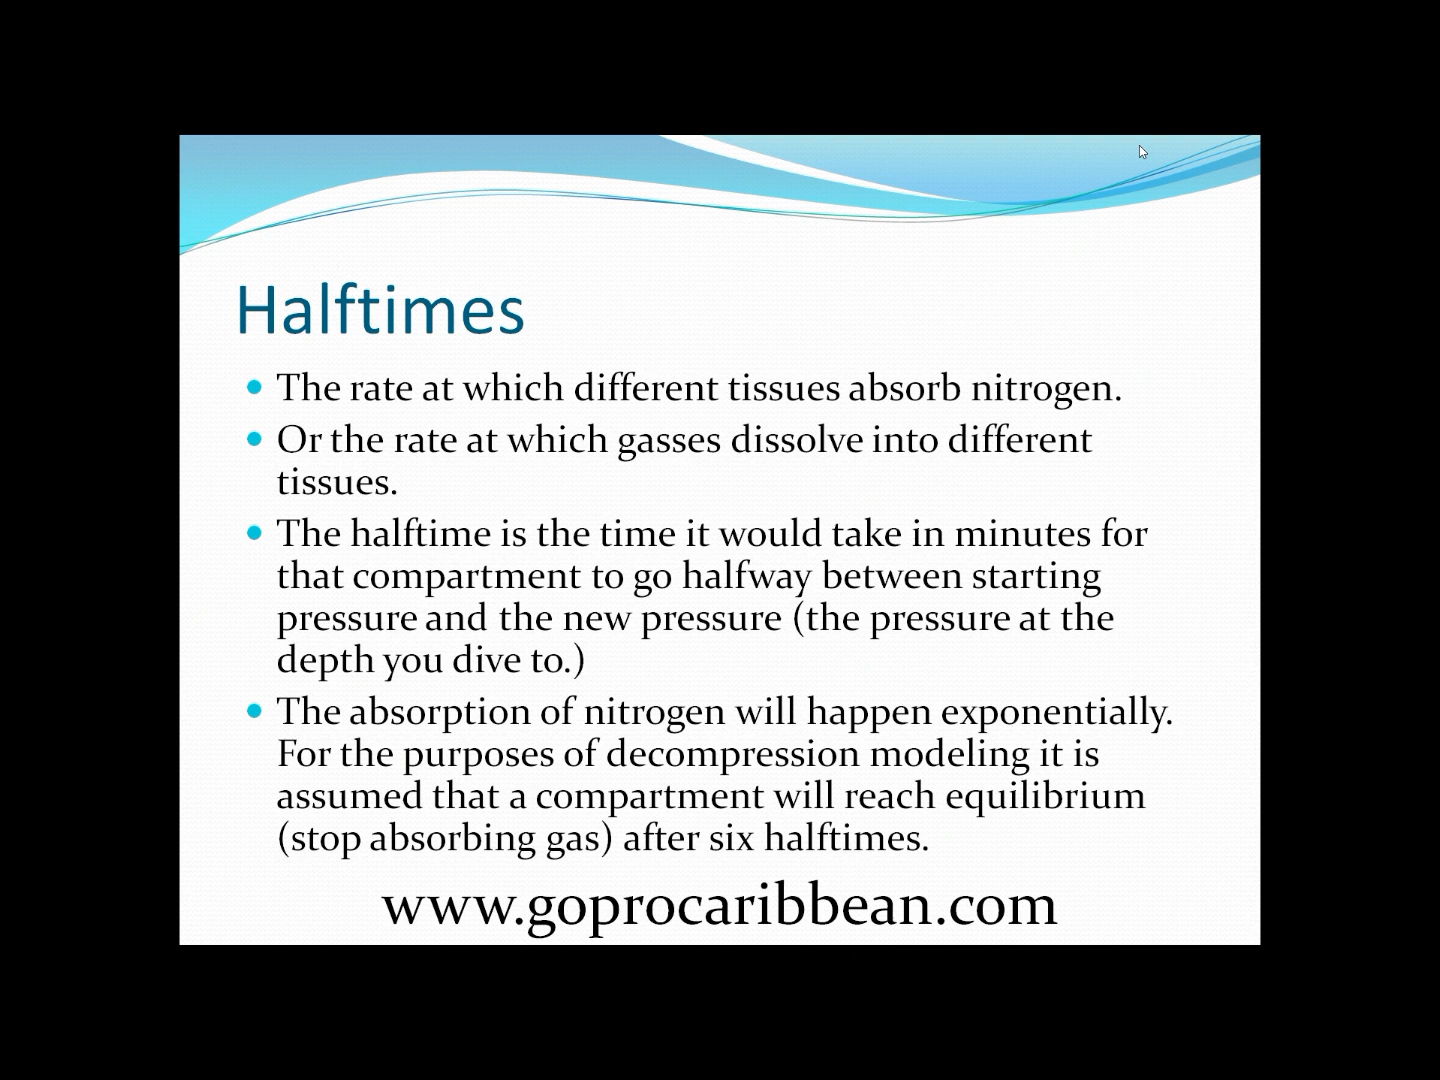 Halftimes
The rate at which different tissues absorb nitrogen.
Or the rate at which gasses dissolve into different
tissues.
The halftime is the time it would take in minutes for
that compartment to go halfway between starting
pressure and the new pressure (the pressure at the
depth you dive to.)
The absorption of nitrogen will happen exponentially.
For the purposes of decompression modeling it is
assumed that a compartment will reach equilibrium
(stop absorbing gas) after six halftimes.
www.goprocaribbean.com